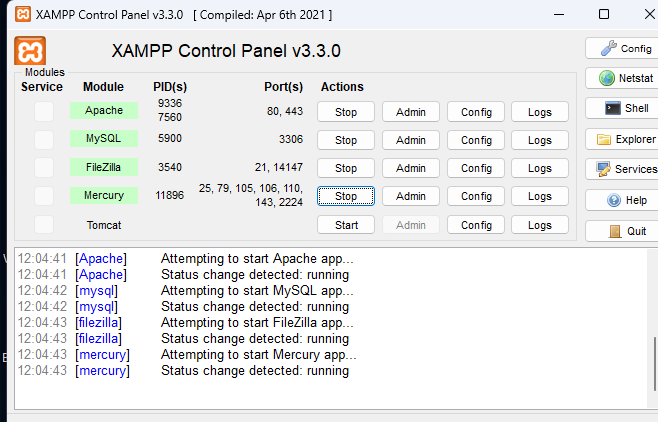 XAMPP Control Panel v3.3.0 [ Compiled: Apr 6th 2021 ]
XAMPP Control Panel v3.3.0
Config
Modules
Service Module PID(s) Port(s) Actions
Netstat
Apache 9336 7560 80, 443 Stop Admin Config Logs
Shell
MySQL 5900 3306 Stop Admin Config Logs
Explorer
FileZilla 3540 21, 14147 Stop Admin Config Logs
Services
Mercury 11896 25, 79, 105, 106, 110, 143, 2224 Stop Admin Config Logs
Help
Tomcat Start Admin Config Logs
Quit
12:04:41 [Apache] Attempting to start Apache app...
12:04:41 [Apache] Status change detected: running
12:04:42 [mysql] Attempting to start MySQL app...
12:04:42 [mysql] Status change detected: running
12:04:43 [filezilla] Attempting to start FileZilla app...
12:04:43 [filezilla] Status change detected: running
12:04:43 [mercury] Attempting to start Mercury app...
12:04:43 [mercury] Status change detected: running